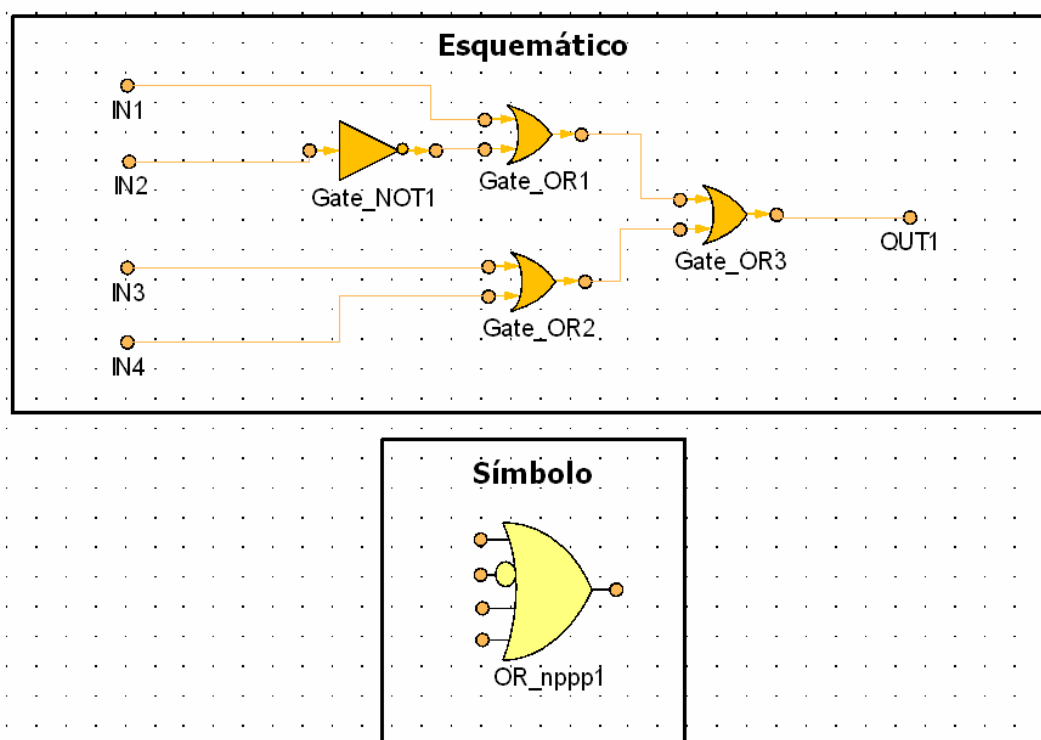 Esquemático
IN1
IN2
Gate_NOT1
Gate_OR1
IN3
IN4
Gate_OR2
Gate_OR3
OUT1
Símbolo
OR_nppp1